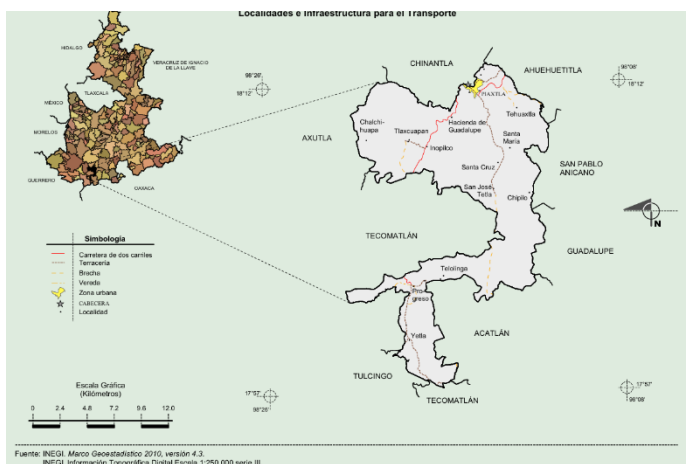 Localidades e Infraestructura para el Transporte
HIDALGO
VERACRUZ DE IGNACIO
DE LA LLAVE
TLAXCALA
MÉXICO
MORELOS
GUERRERO
OAXACA
98°26'
18°12'
CHINANTLA
AHUEHUETITLA
98°08'
18°12'
PIAXTLA
Tehuaxtla
Chalchi-
huapa
Tlaxcuapan
Hacienda de
Guadalupe
Inopilco
Santa
María
AXUTLA
Santa Cruz
SAN PABLO
ANICANO
San José
Tetla
Chipilo
N
TECOMATLÁN
GUADALUPE
Telolinga
Pro-
greso
ACATLÁN
Yetla
TULCINGO
TECOMATLÁN
17°57'
98°26'
17°57'
98°08'
Simbología
Carretera de dos carriles
Terracería
Brecha
Vereda
Zona urbana
CABECERA
Localidad
Escala Gráfica
(Kilómetros)
0 2.4 4.8 7.2 9.6 12.0
Fuente: INEGI. Marco Geoestadístico 2010, versión 4.3.
INEGI. Información Topográfica Digital Escala 1:250 000 serie III.